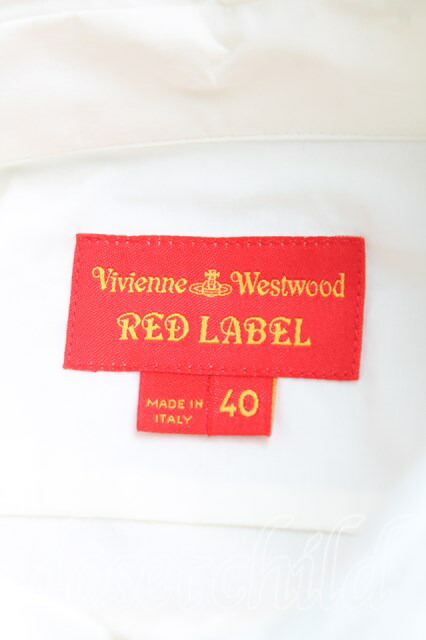 Vivienne Westwood
RED LABEL
MADE IN
ITALY
40